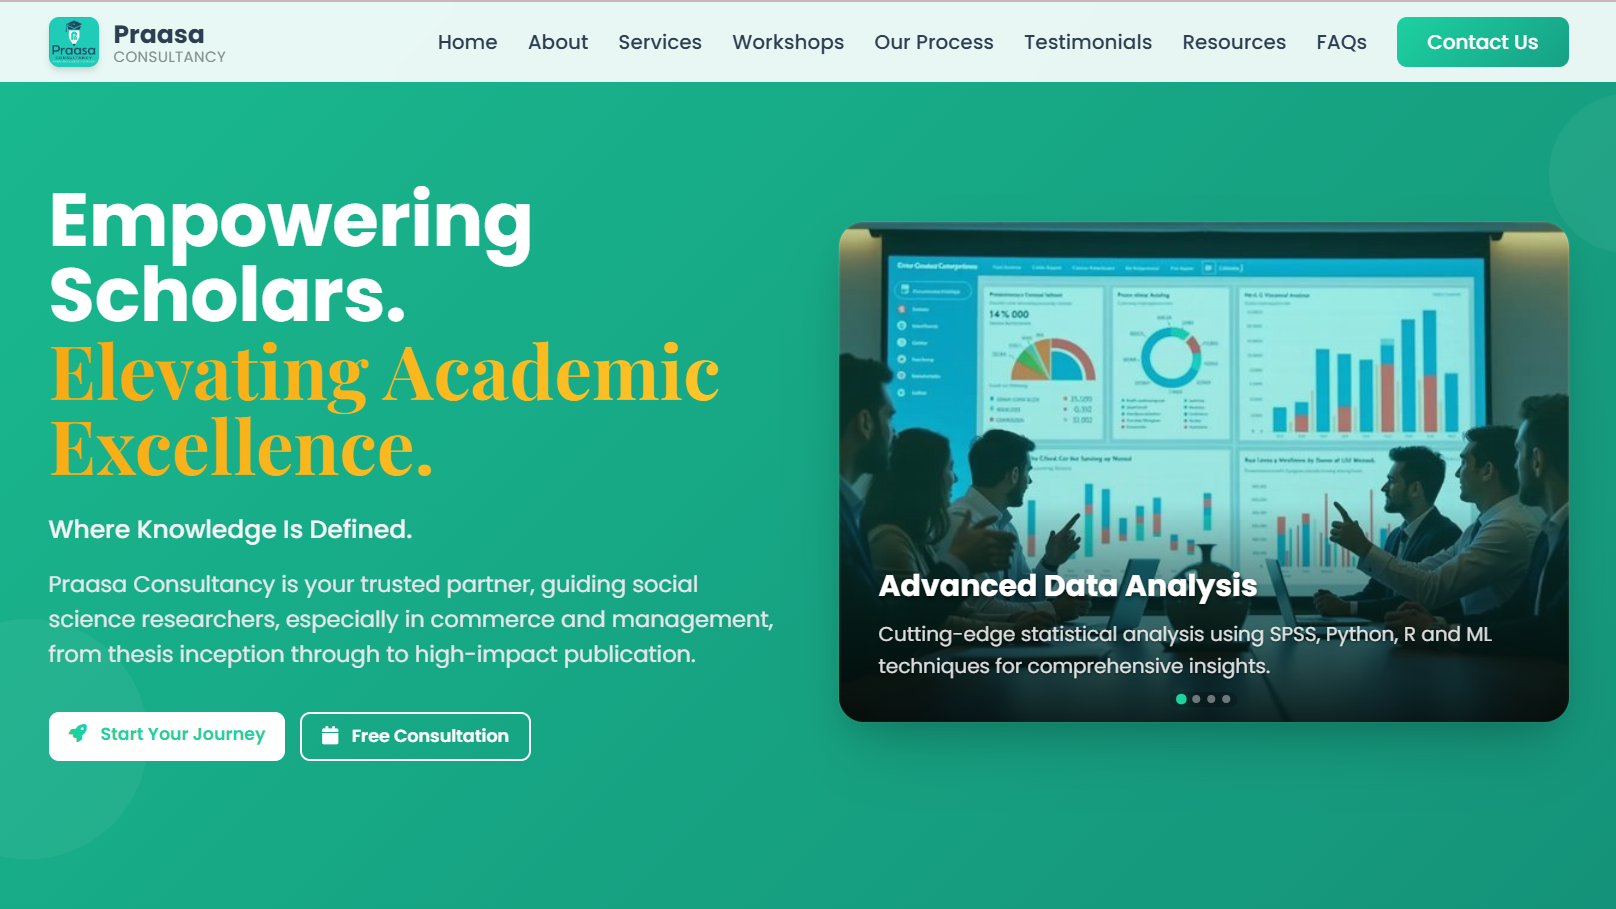 Praasa
CONSULTANCY
Home
About
Services
Workshops
Our Process
Testimonials
Resources
FAQs
Contact Us
Empowering
Scholars.
Elevating Academic
Excellence.
Where Knowledge Is Defined.
Praasa Consultancy is your trusted partner, guiding social
science researchers, especially in commerce and management,
from thesis inception through to high-impact publication.
Start Your Journey
Free Consultation
14% 000
Advanced Data Analysis
Cutting-edge statistical analysis using SPSS, Python, R and ML
techniques for comprehensive insights.